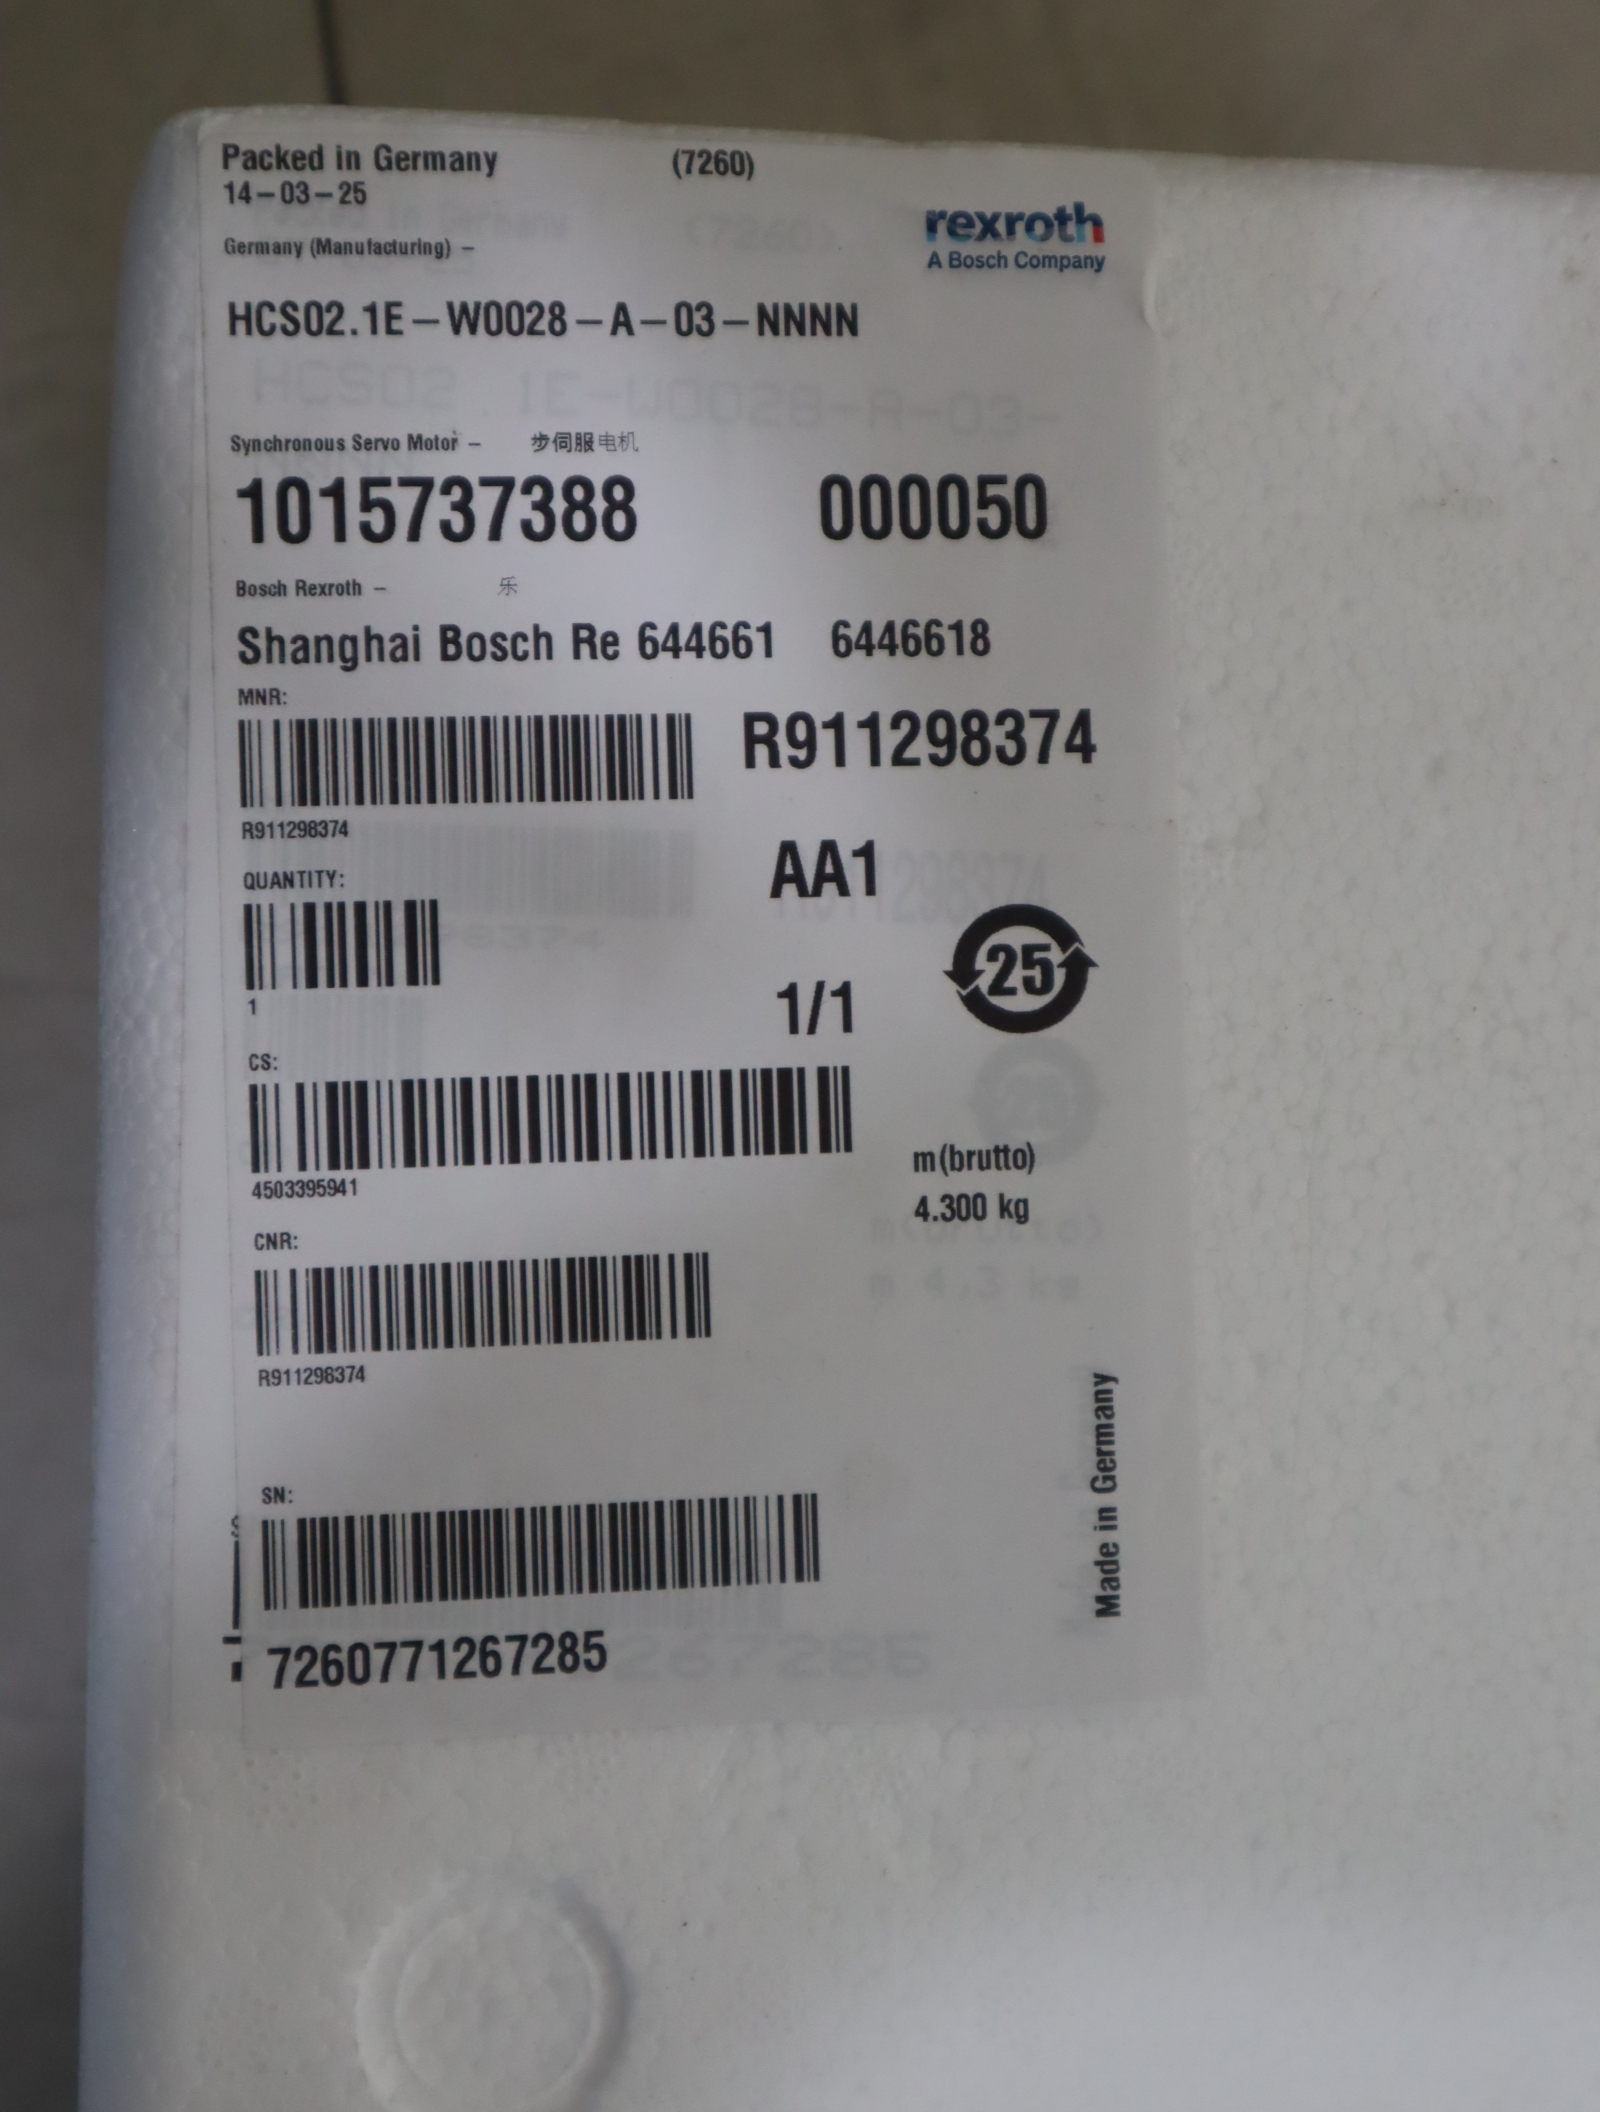 Packed in Germany (7260)
14-03-25
rexroth
A Bosch Company
Germany (Manufacturing) -
HCS02.1E-W0028-A-03-NNNN
Synchronous Servo Motor - 步伺服电机
1015737388 000050
Bosch Rexroth - 乐
Shanghai Bosch Re 644661 6446618
MNR:
R911298374
R911298374
QUANTITY:
AA1
1
1/1
25
CS:
4503395941
m(brutto)
4.300 kg
CNR:
R911298374
Made in Germany
SN:
7260771267285